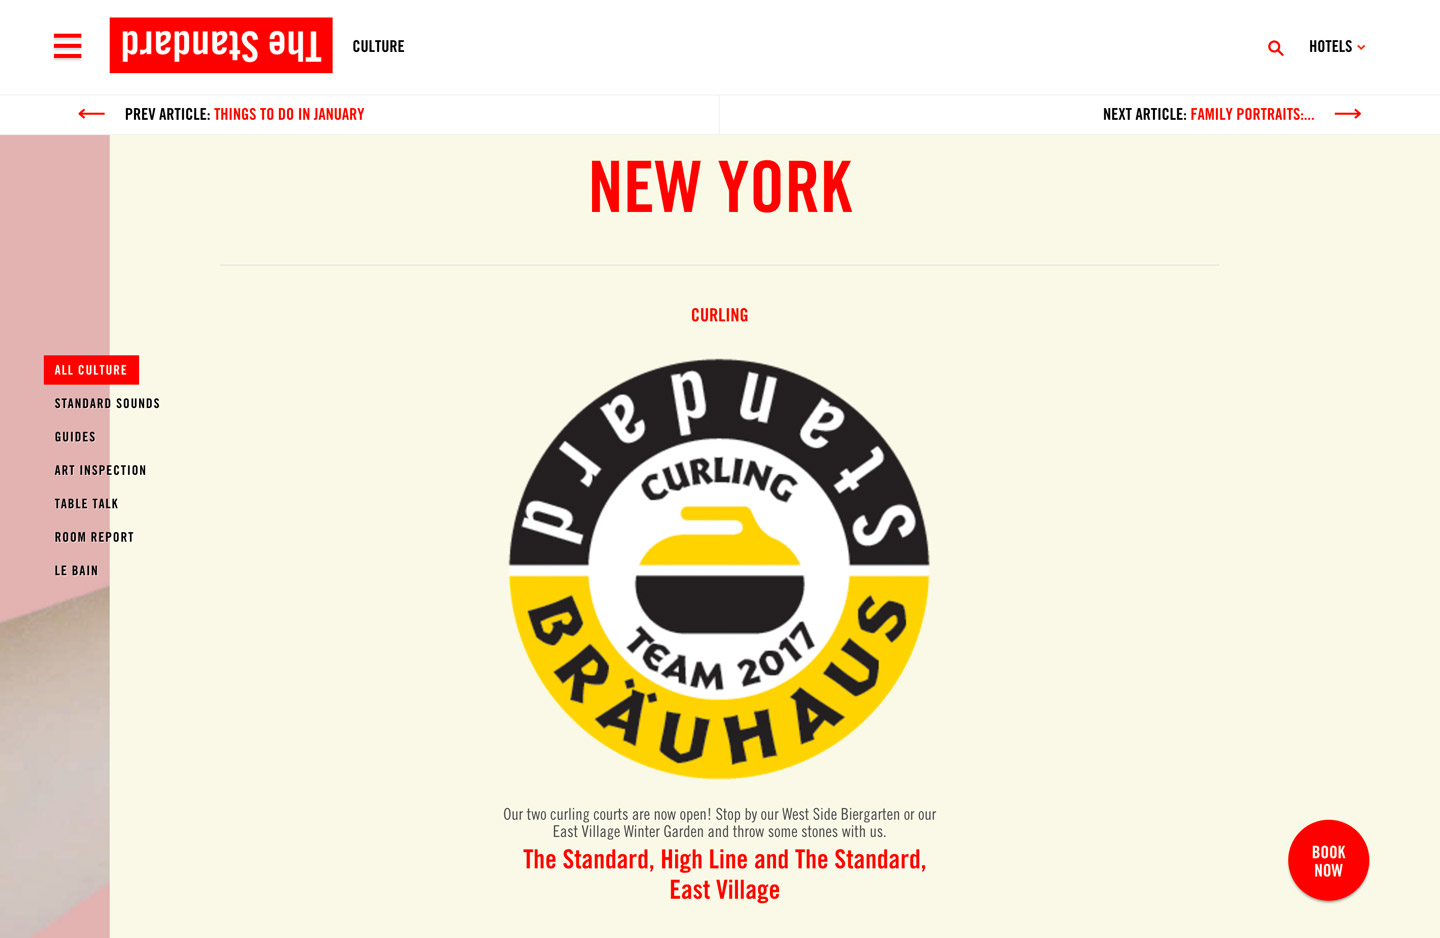 The Standard
CULTURE
HOTELS
PREV ARTICLE: THINGS TO DO IN JANUARY
NEXT ARTICLE: FAMILY PORTRAITS:...
NEW YORK
CURLING
ALL CULTURE
STANDARD SOUNDS
GUIDES
ART INSPECTION
TABLE TALK
ROOM REPORT
LE BAIN
Standard
CURLING
TEAM 2017
BRÄUHAUS
Our two curling courts are now open! Stop by our West Side Biergarten or our
East Village Winter Garden and throw some stones with us.
The Standard, High Line and The Standard,
East Village
BOOK
NOW